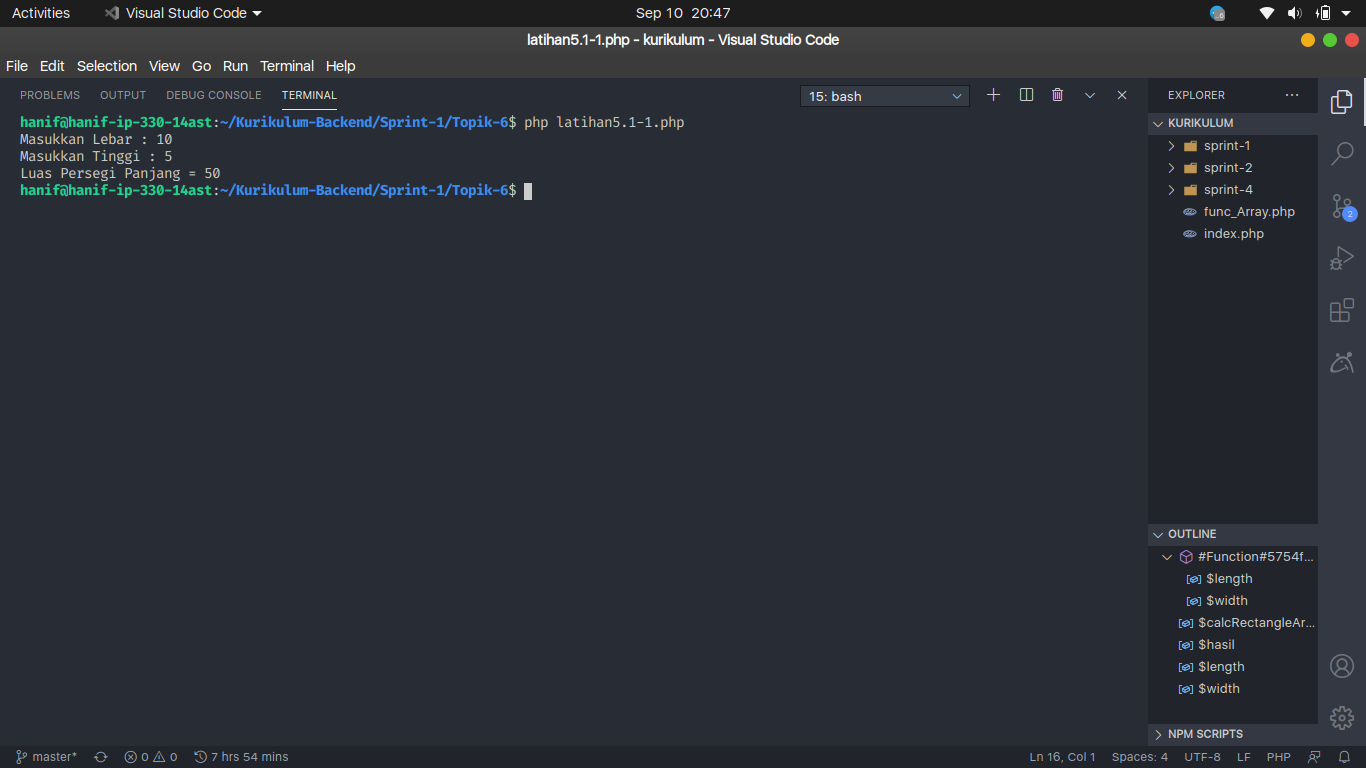 Activities Visual Studio Code Sep 10 20:47
latihan5.1-1.php - kurikulum - Visual Studio Code
File Edit Selection View Go Run Terminal Help
PROBLEMS OUTPUT DEBUG CONSOLE TERMINAL 15: bash
hanif@hanif-ip-330-14ast:~/Kurikulum-Backend/Sprint-1/Topik-6$ php latihan5.1-1.php
Masukkan Lebar : 10
Masukkan Tinggi : 5
Luas Persegi Panjang = 50
hanif@hanif-ip-330-14ast:~/Kurikulum-Backend/Sprint-1/Topik-6$
EXPLORER ...
KURIKULUM
sprint-1
sprint-2
sprint-4
func_Array.php
index.php
2
OUTLINE
#Function#5754f...
$length
$width
$calcRectangleAr...
$hasil
$length
$width
NPM SCRIPTS
master* 0 0 7 hrs 54 mins Ln 16, Col 1 Spaces: 4 UTF-8 LF PHP